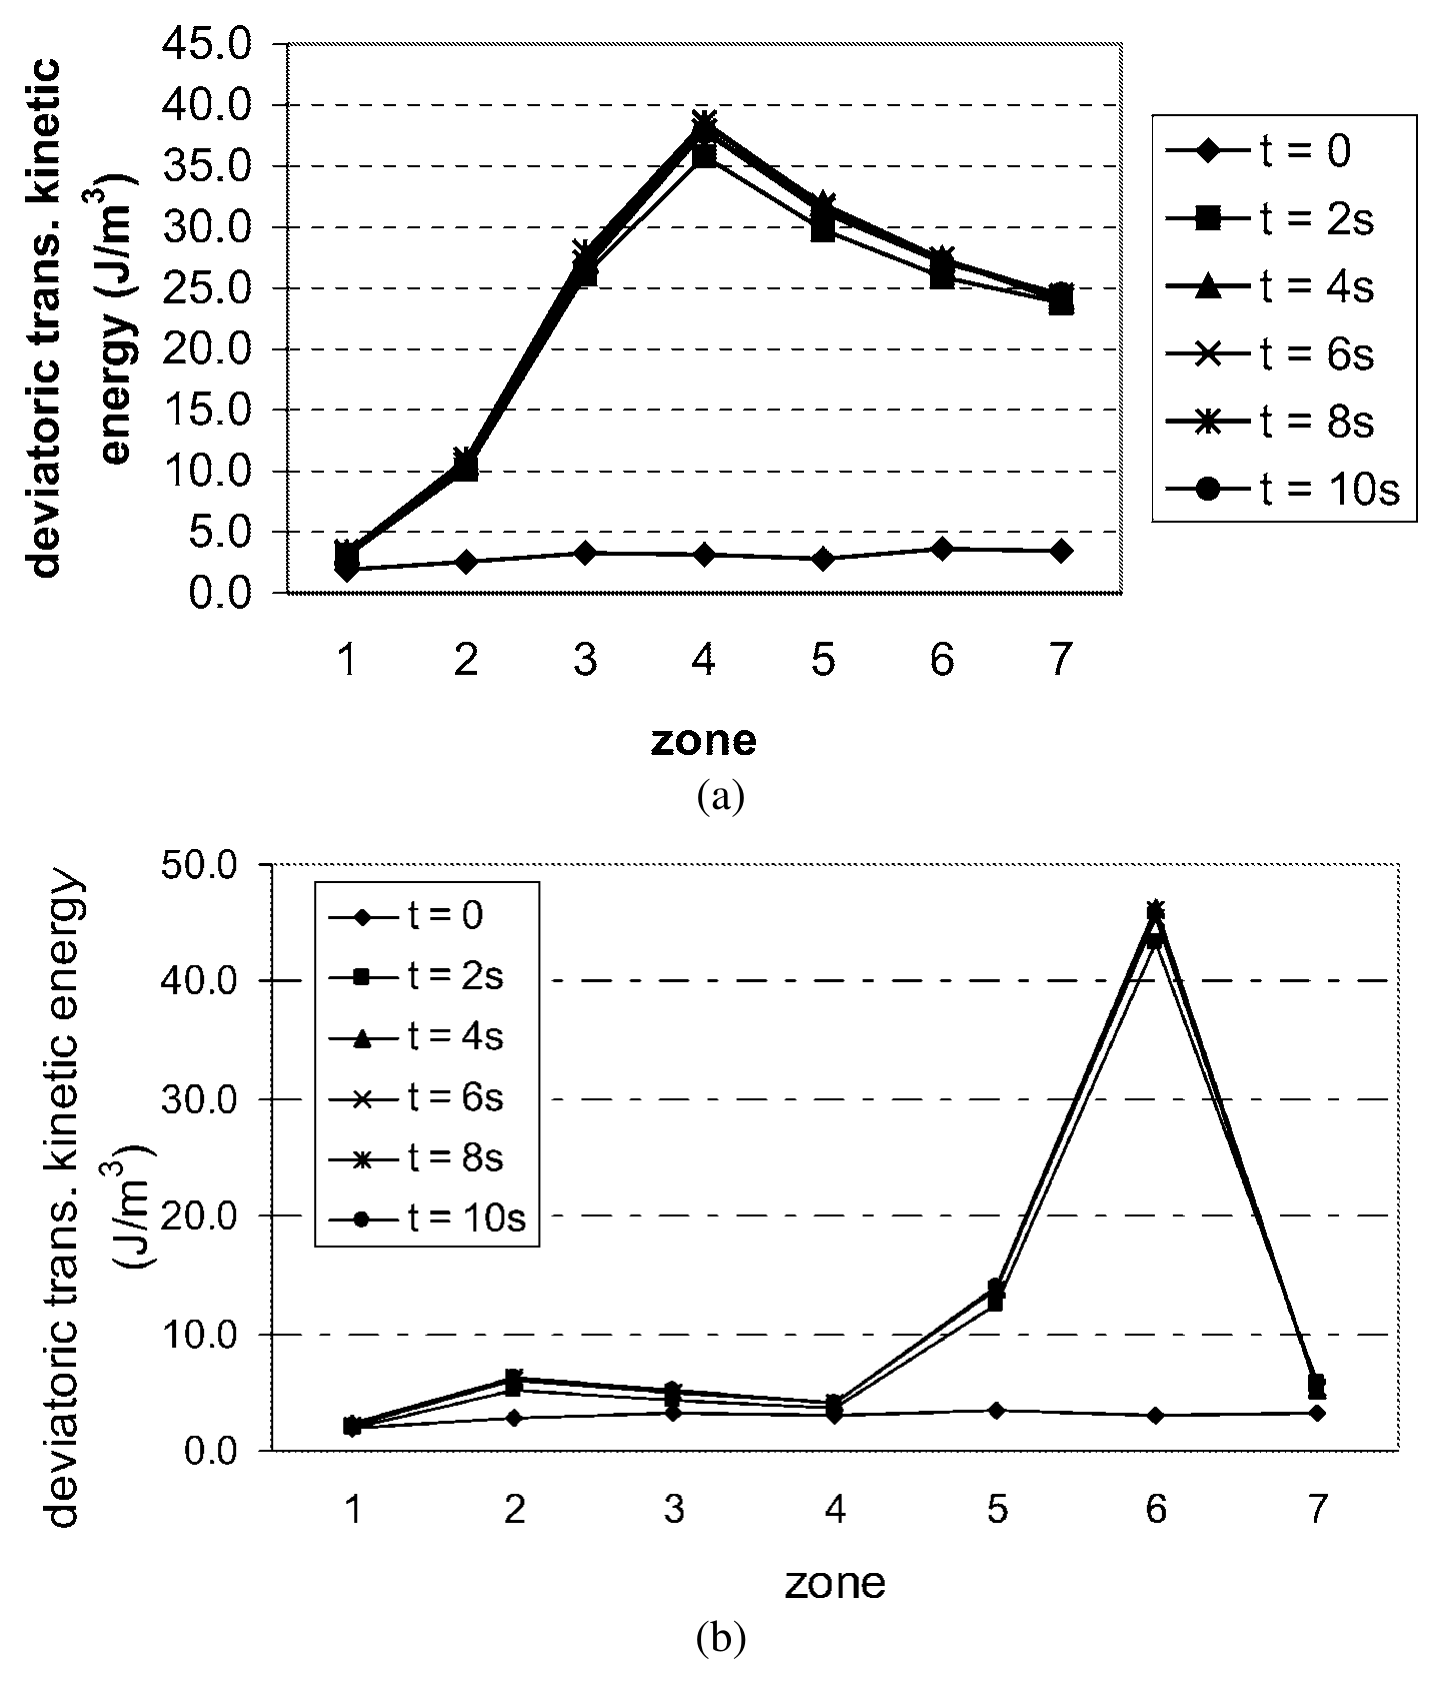 deviatoric trans. kinetic
energy (J/m³)
45.0
40.0
35.0
30.0
25.0
20.0
15.0
10.0
5.0
0.0
1 2 3 4 5 6 7
zone
t = 0
t = 2s
t = 4s
t = 6s
t = 8s
t = 10s
(a)
deviatoric trans. kinetic energy
(J/m³)
50.0
40.0
30.0
20.0
10.0
0.0
t = 0
t = 2s
t = 4s
t = 6s
t = 8s
t = 10s
1 2 3 4 5 6 7
zone
(b)